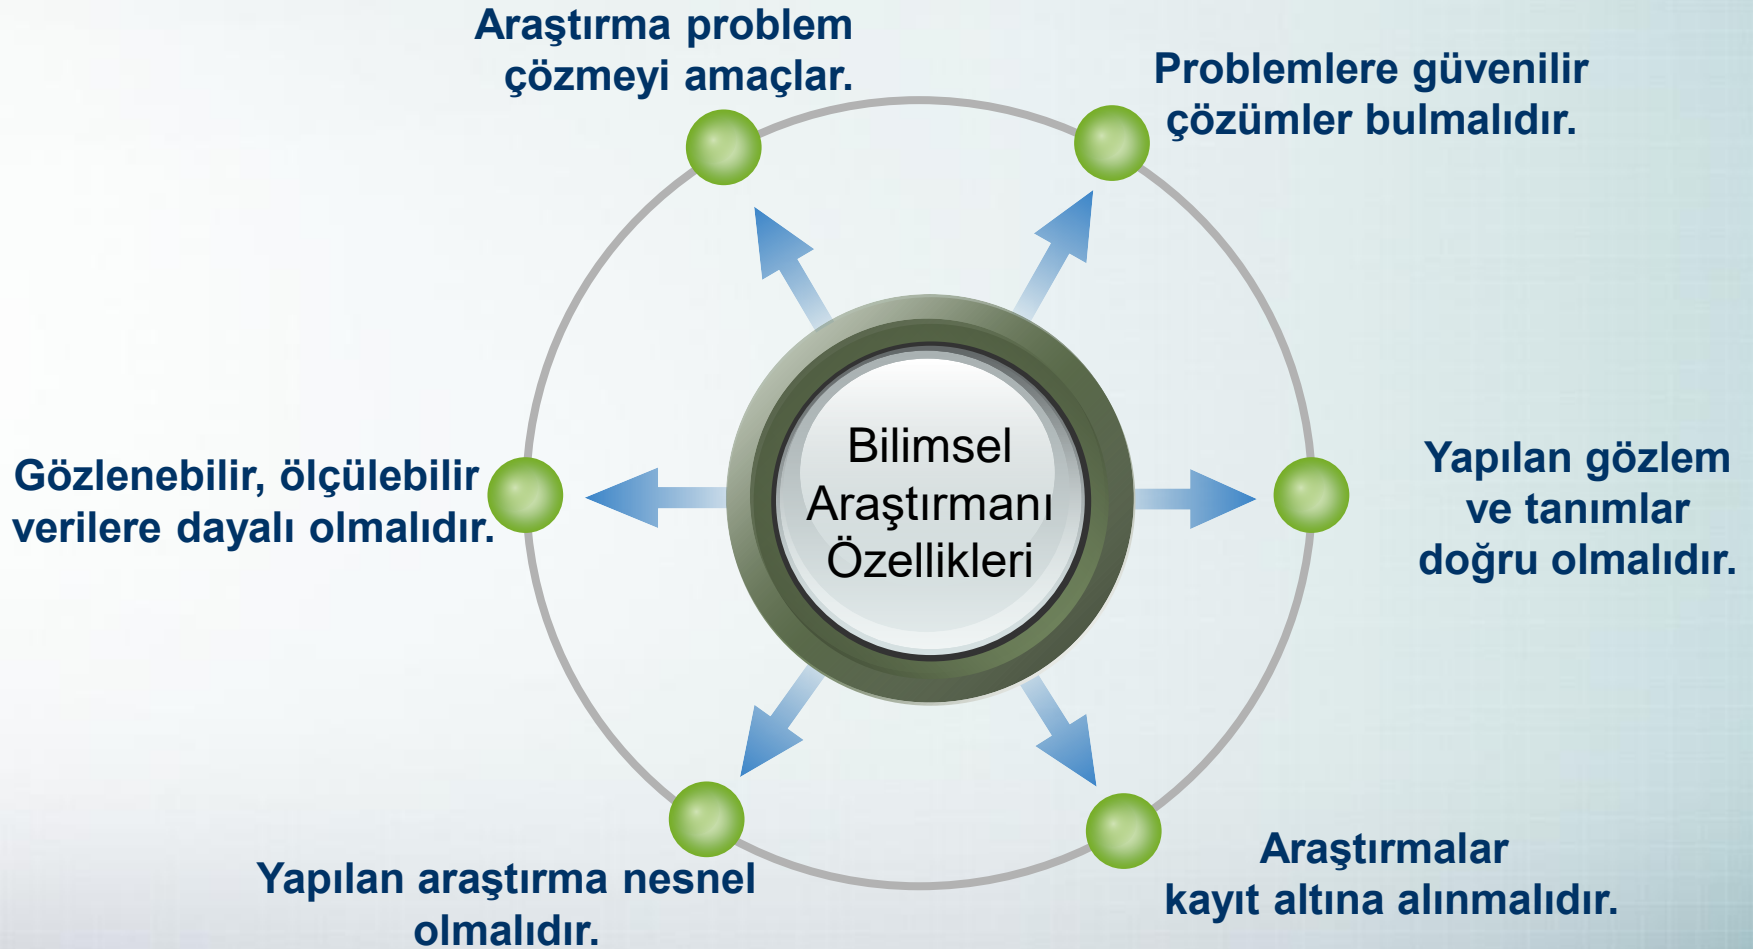 Araştırma problem
çözmeyi amaçlar.
Problemlere güvenilir
çözümler bulmalıdır.
Gözlenebilir, ölçülebilir
verilere dayalı olmalıdır.
Bilimsel
Araştırmanı
Özellikleri
Yapılan gözlem
ve tanımlar
doğru olmalıdır.
Yapılan araştırma nesnel
olmalıdır.
Araştırmalar
kayıt altına alınmalıdır.